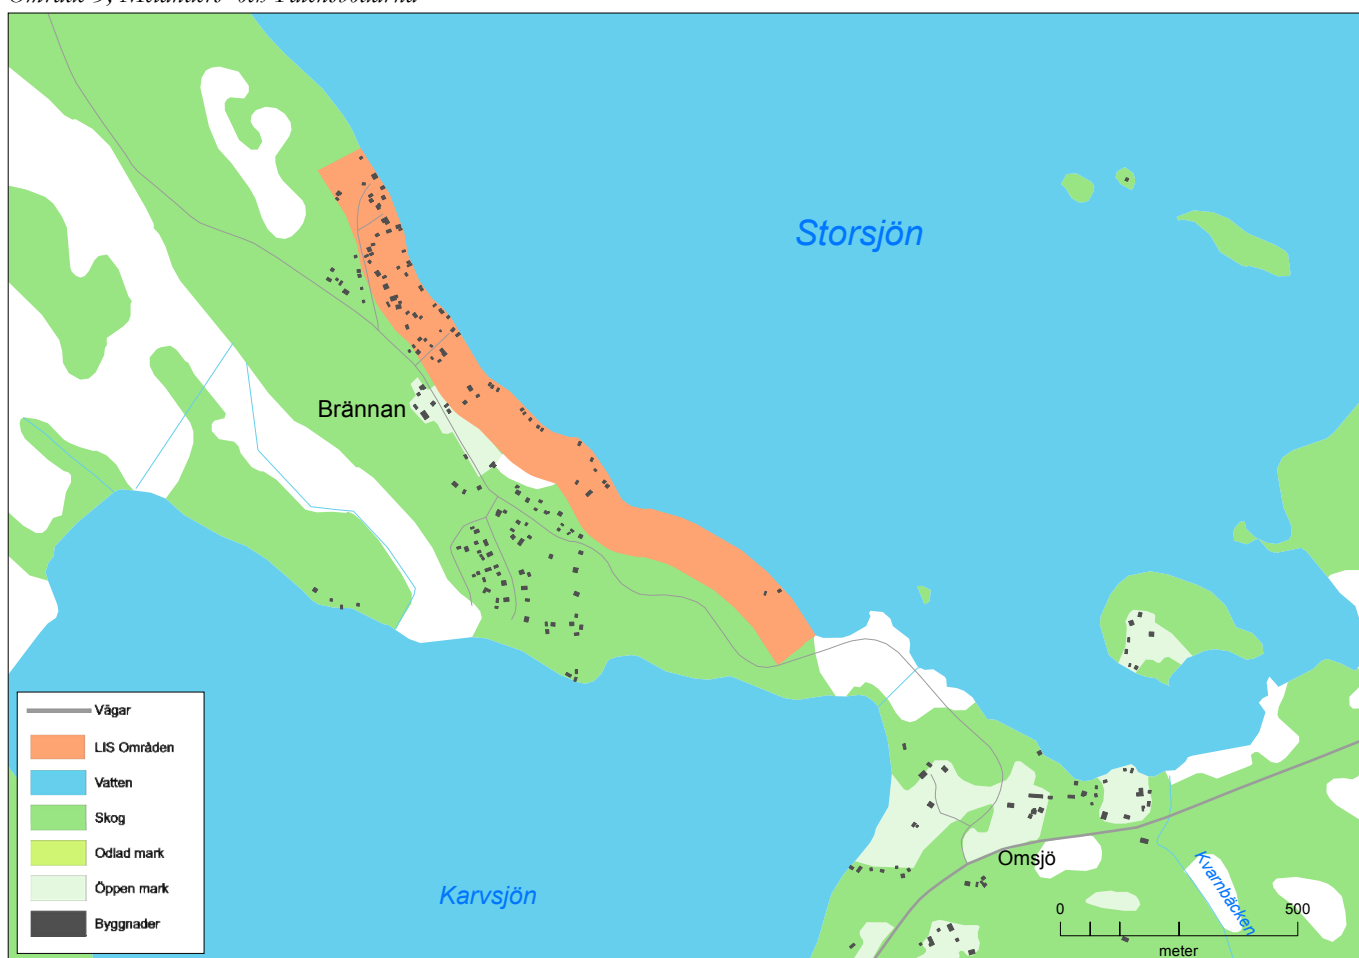 Storsjön
Brännan
Vägar
LIS Områden
Vatten
Skog
Odlad mark
Öppen mark
Byggnader
Karvsjön
Omsjö
Kvarnbäcken
0 500
meter